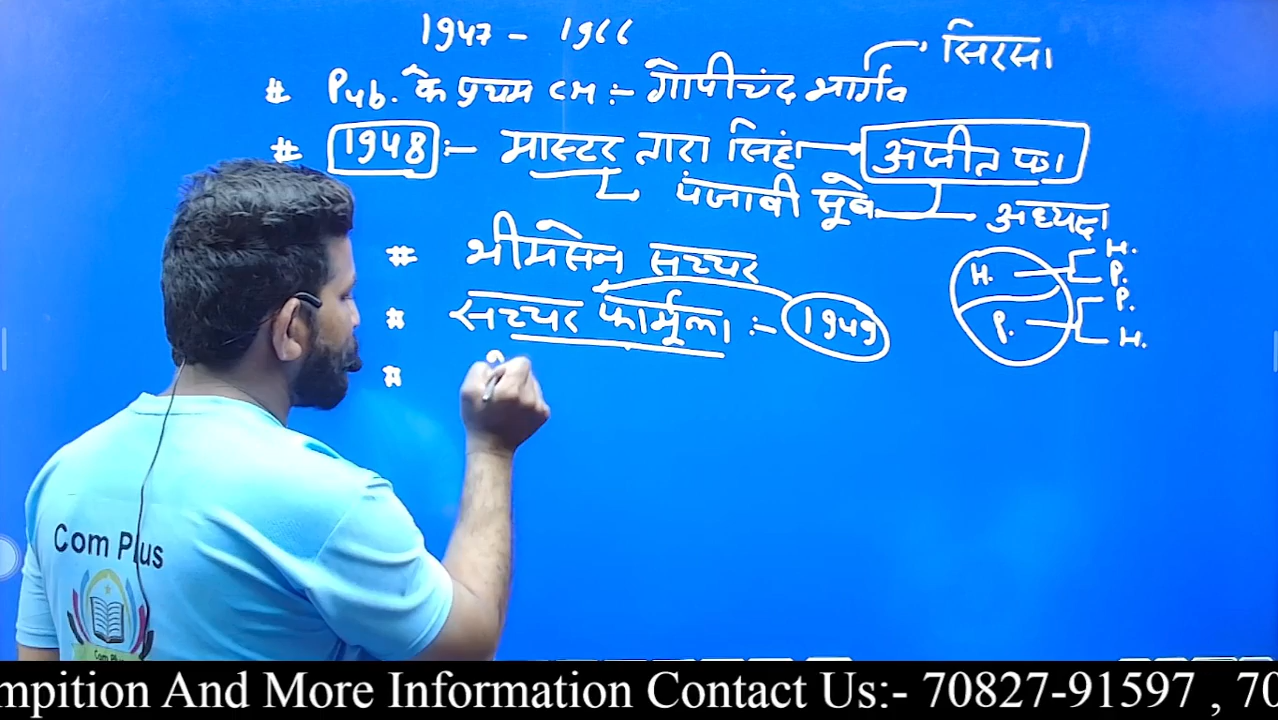 1947 - 1966
सिरसा
# Pub. के प्रथम CM :- गोपीचंद भार्गव
# 1948 :- मास्टर तारा सिंह अजीत पत्र
पंजाबी सूबे अध्यक्ष
# भीमसेन सच्चर
# सच्चर फार्मूला :- 1949
#
H. H.
P.
P. P.
H.
Com Plus
mpition And More Information Contact Us:- 70827-91597 , 70